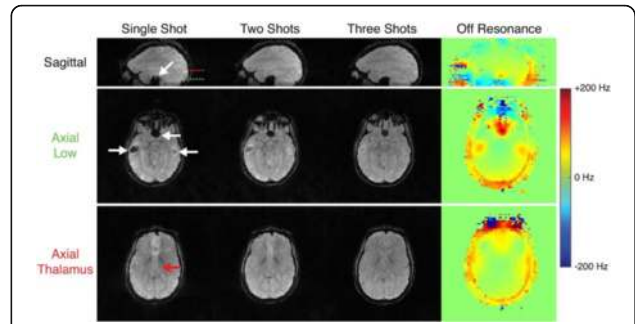 Single Shot Two Shots Three Shots Off Resonance
Sagittal
+200 Hz
Axial
Low
0 Hz
Axial
Thalamus
-200 Hz